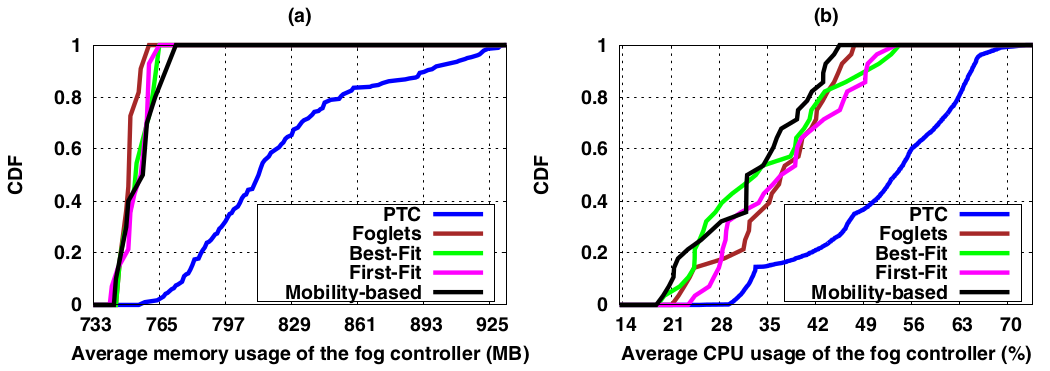 (a)
CDF
1
0.8
0.6
0.4
0.2
0
PTC
Foglets
Best-Fit
First-Fit
Mobility-based
733 765 797 829 861 893 925
Average memory usage of the fog controller (MB)
(b)
CDF
1
0.8
0.6
0.4
0.2
0
PTC
Foglets
Best-Fit
First-Fit
Mobility-based
14 21 28 35 42 49 56 63 70
Average CPU usage of the fog controller (%)